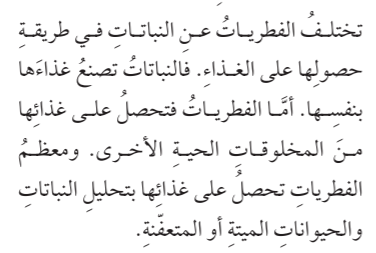 تختلفُ الفطرياتُ عنِ النباتاتِ في طريقةِ
حصولِها على الغذاءِ. فالنباتاتُ تصنعُ غذاءَها
بنفسِها. أمَّا الفطرياتُ فتحصلُ على غذائِها
منَ المخلوقاتِ الحيةِ الأخرى. ومعظمُ
الفطرياتِ تحصلُ على غذائِها بتحليلِ النباتاتِ
والحيواناتِ الميتةِ أو المتعفّنةِ.